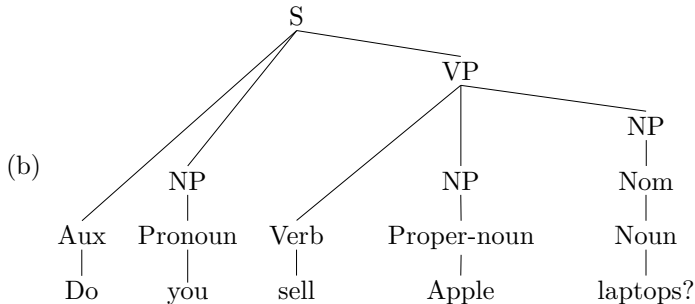 S
VP
NP
(b)
NP NP Nom
Aux Pronoun Verb Proper-noun Noun
Do you sell Apple laptops?